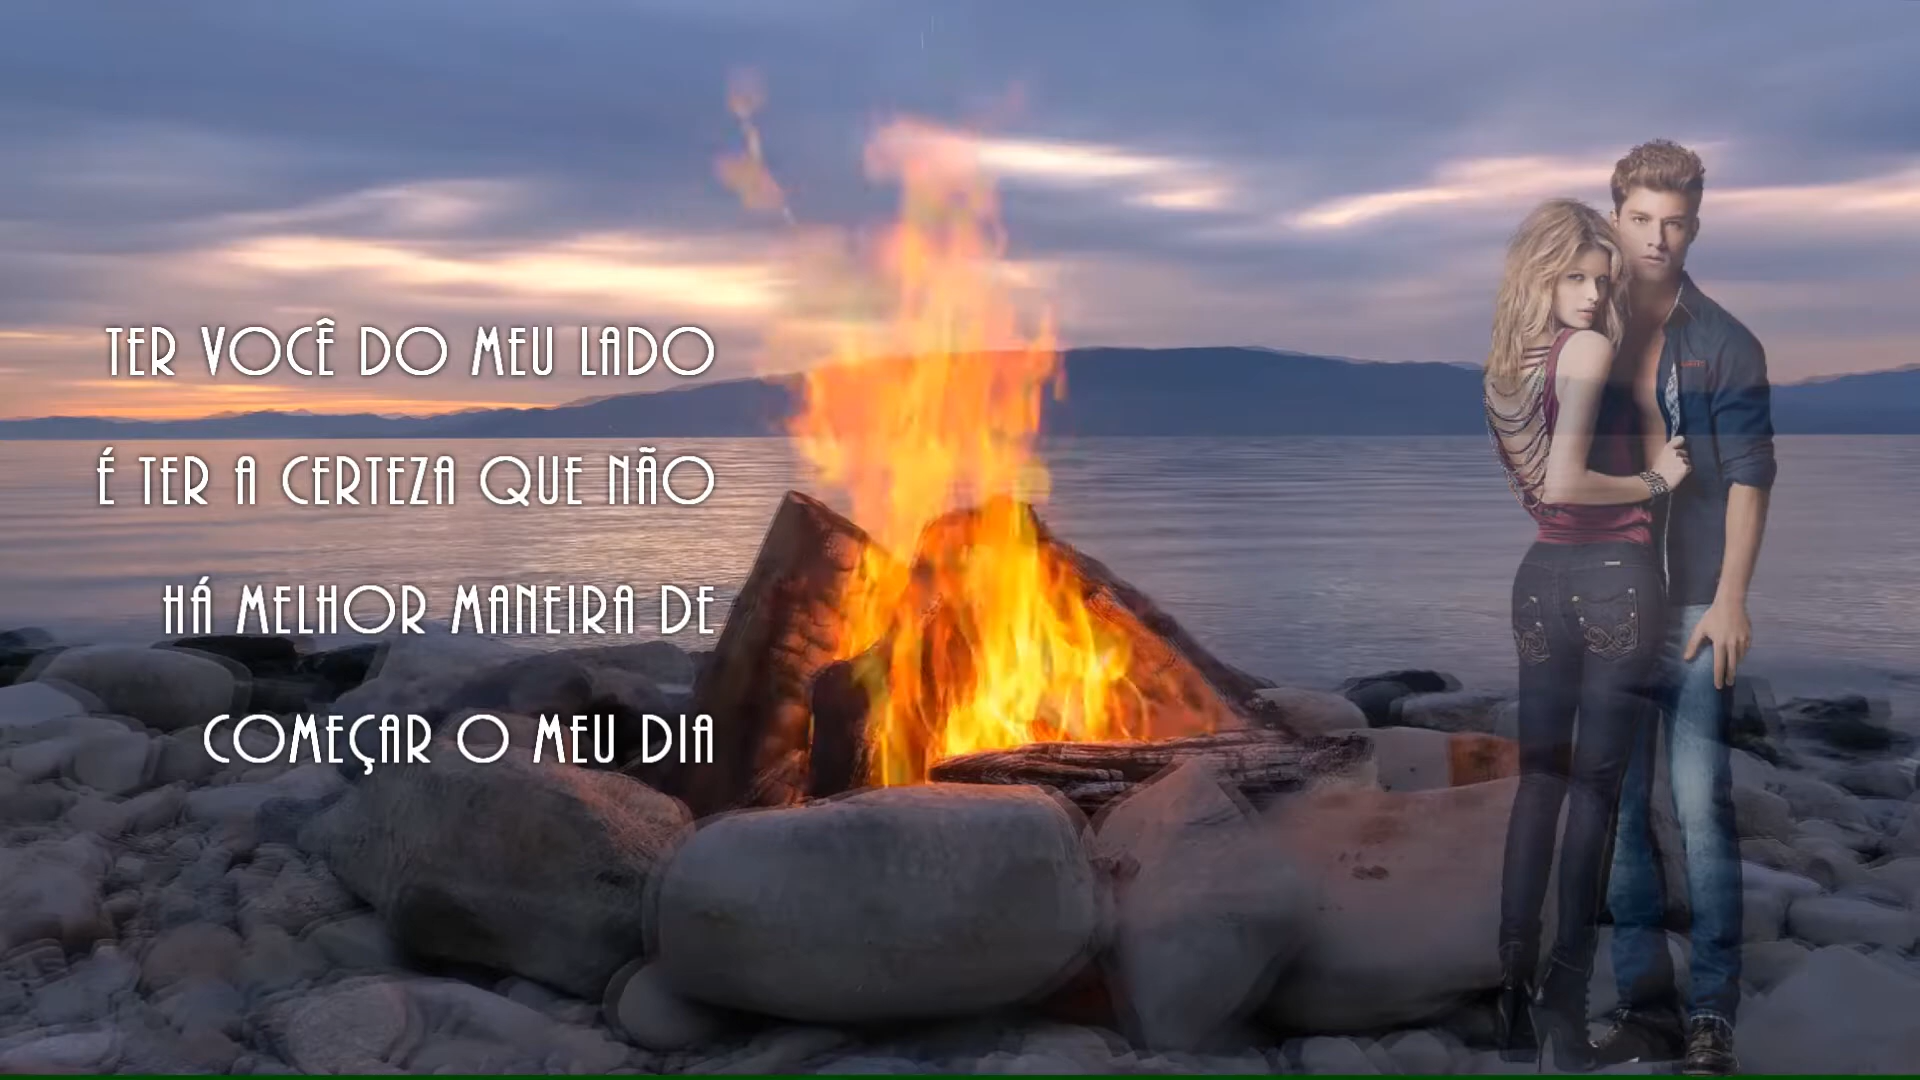 TER VOCÊ DO MEU LADO
É TER A CERTEZA QUE NÃO
HÁ MELHOR MANEIRA DE
COMEÇAR O MEU DIA